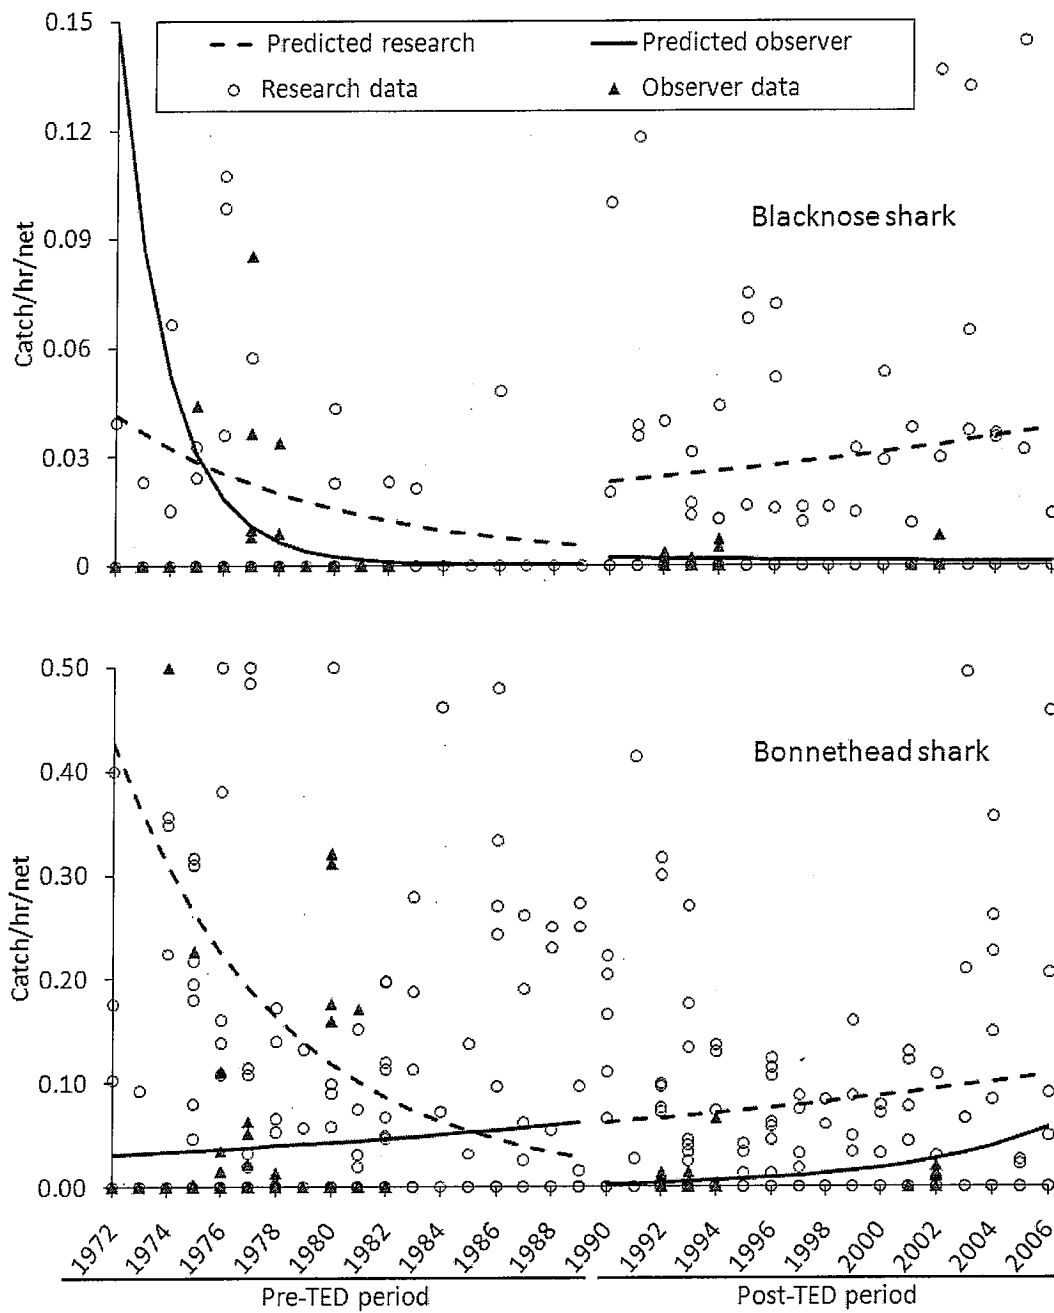 0.15
Predicted research
Predicted observer
Research data
Observer data
0.12
0.09
0.06
0.03
0
Catch/hr/net
Blacknose shark
0.50
0.40
0.30
0.20
0.10
0.00
Catch/hr/net
Bonnethead shark
1972 1974 1976 1978 1980 1982 1984 1986 1988 1990 1992 1994 1996 1998 2000 2002 2004 2006
Pre-TED period
Post-TED period